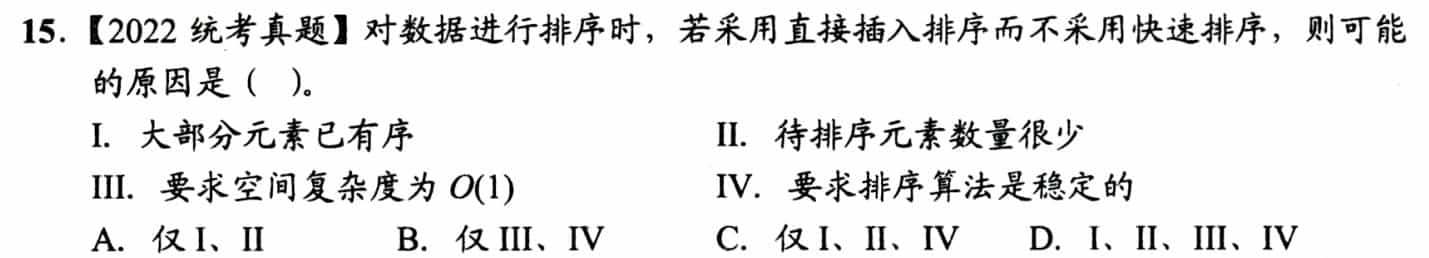 15.【2022 统考真题】对数据进行排序时，若采用直接插入排序而不采用快速排序，则可能
的原因是（ ）。
I. 大部分元素已有序 II. 待排序元素数量很少
III. 要求空间复杂度为 O(1) IV. 要求排序算法是稳定的
A. 仅 I、II B. 仅 III、IV C. 仅 I、II、IV D. I、II、III、IV